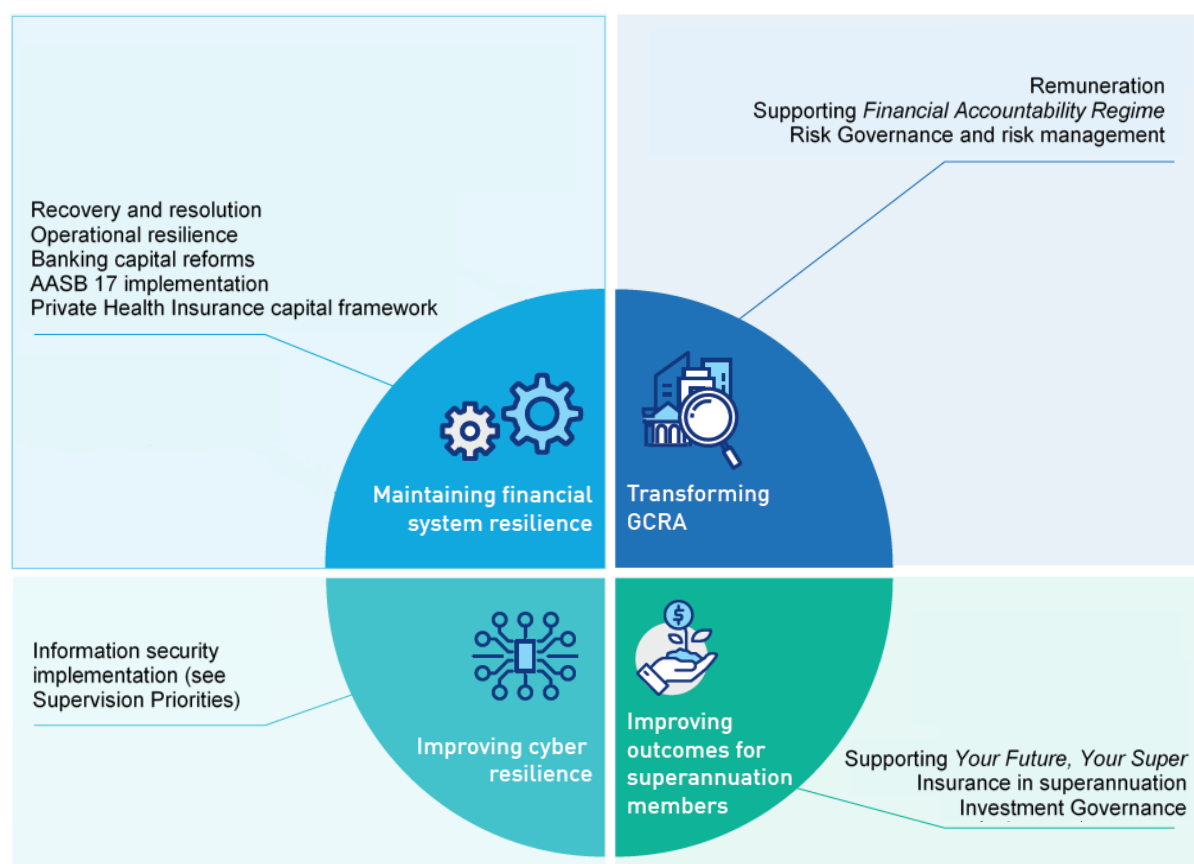 Remuneration
Supporting Financial Accountability Regime
Risk Governance and risk management
Recovery and resolution
Operational resilience
Banking capital reforms
AASB 17 implementation
Private Health Insurance capital framework
Maintaining financial
system resilience
Transforming
GCRA
Information security
implementation (see
Supervision Priorities)
Improving cyber
resilience
$
Improving
outcomes for
superannuation
members
Supporting Your Future, Your Super
Insurance in superannuation
Investment Governance